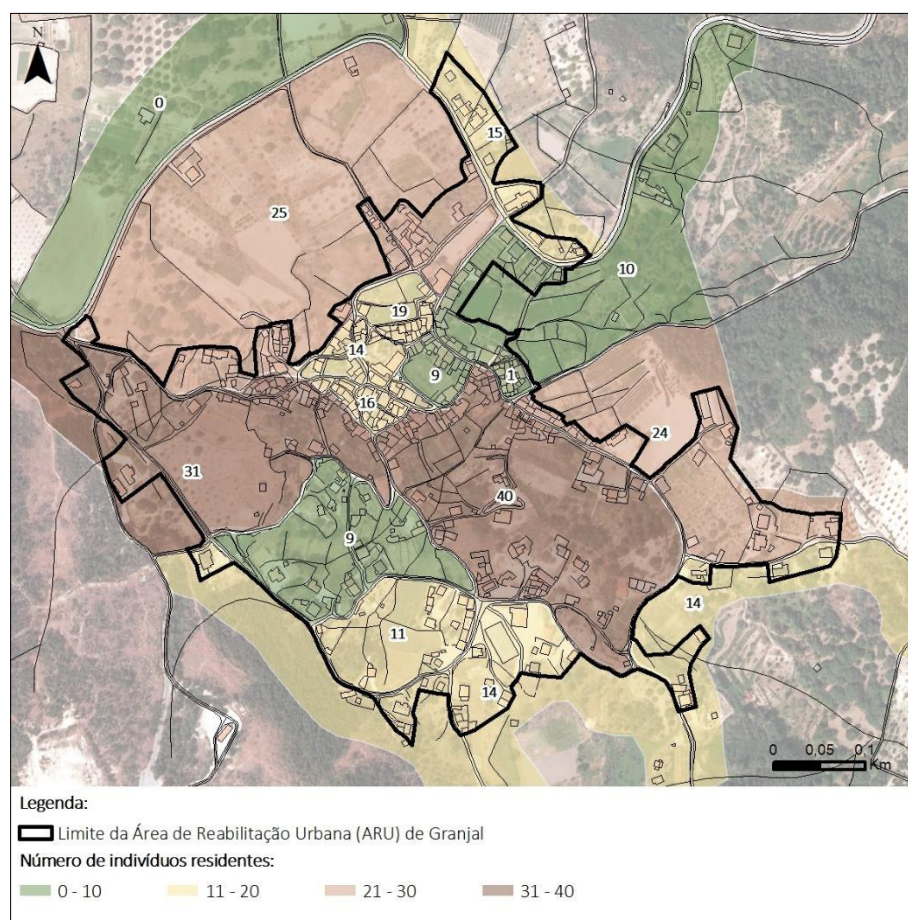 N
0
15
25
10
19
14
9
1
16
24
31
40
9
14
11
14
0 0,05 0,1
Km
Legenda:
Limite da Área de Reabilitação Urbana (ARU) de Granjal
Número de indivíduos residentes:
0 - 10 11 - 20 21 - 30 31 - 40